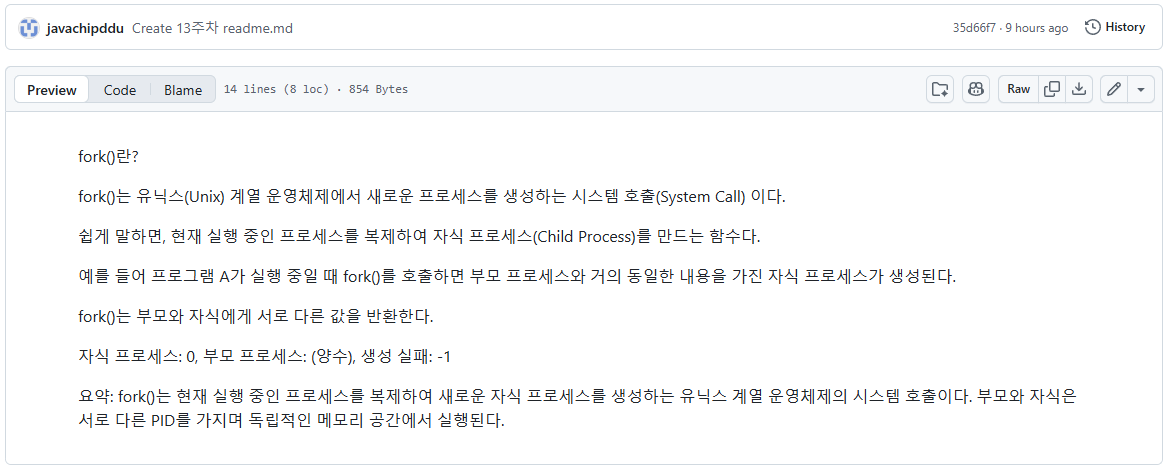 javachipddu Create 13주차 readme.md 35d66f7 · 9 hours ago History
Preview Code Blame 14 lines (8 loc) · 854 Bytes Raw
fork()란?
fork()는 유닉스(Unix) 계열 운영체제에서 새로운 프로세스를 생성하는 시스템 호출(System Call) 이다.
쉽게 말하면, 현재 실행 중인 프로세스를 복제하여 자식 프로세스(Child Process)를 만드는 함수다.
예를 들어 프로그램 A가 실행 중일 때 fork()를 호출하면 부모 프로세스와 거의 동일한 내용을 가진 자식 프로세스가 생성된다.
fork()는 부모와 자식에게 서로 다른 값을 반환한다.
자식 프로세스: 0, 부모 프로세스: (양수), 생성 실패: -1
요약: fork()는 현재 실행 중인 프로세스를 복제하여 새로운 자식 프로세스를 생성하는 유닉스 계열 운영체제의 시스템 호출이다. 부모와 자식은
서로 다른 PID를 가지며 독립적인 메모리 공간에서 실행된다.